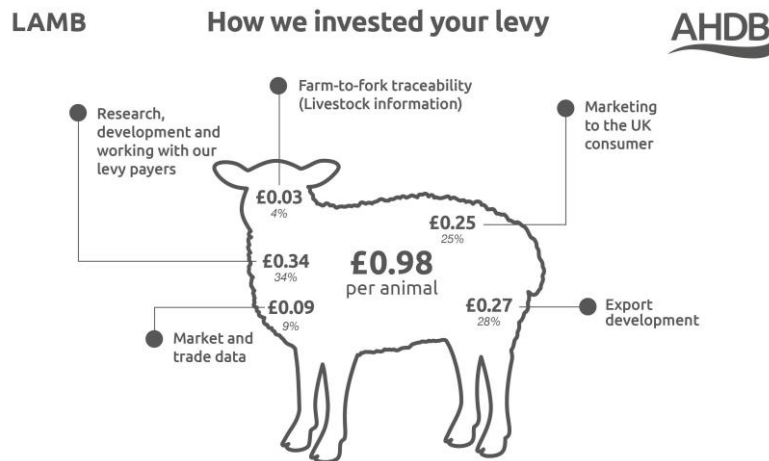 LAMB
How we invested your levy
AHDB
Farm-to-fork traceability
(Livestock information)
Research,
development and
working with our
levy payers
Marketing
to the UK
consumer
£0.03
4%
£0.25
25%
£0.34
34%
£0.98
per animal
£0.09
9%
£0.27
28%
Export
development
Market and
trade data